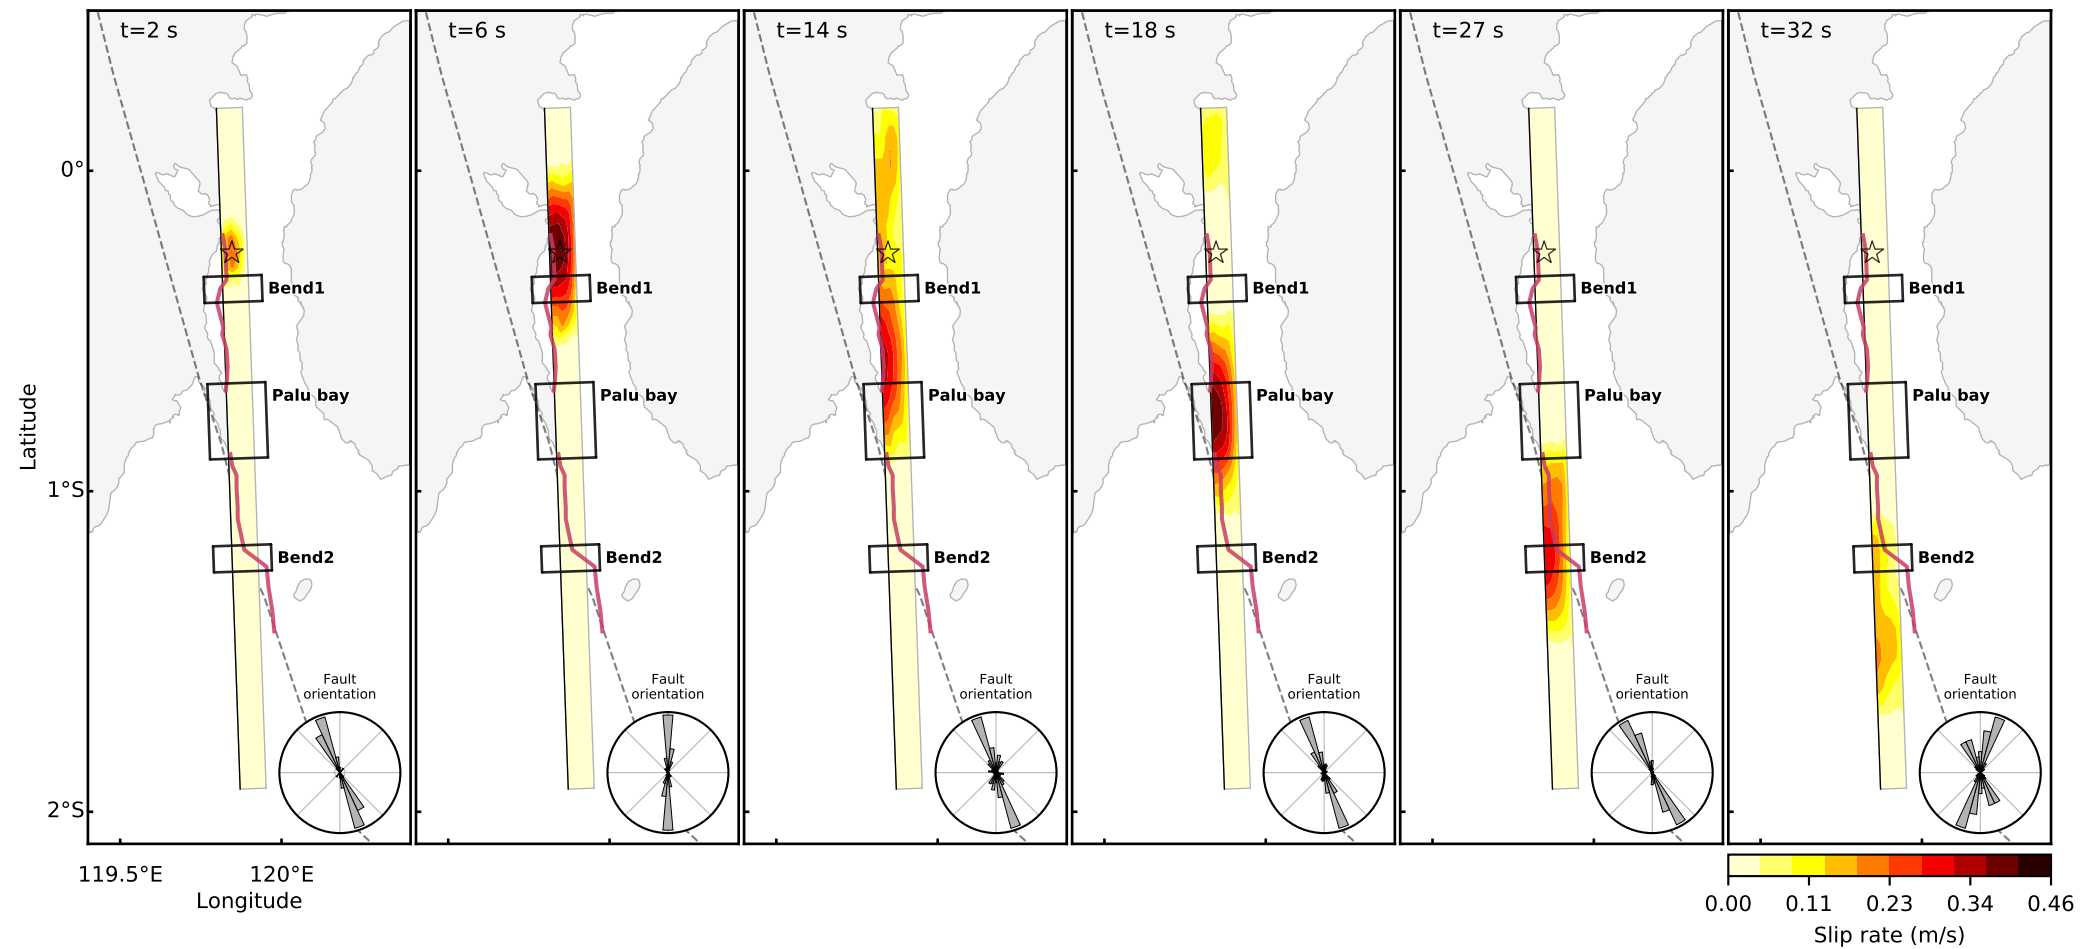 t=2 s
t=6 s
t=14 s
t=18 s
t=27 s
t=32 s
0°
1°S
2°S
Latitude
Bend1
Palu bay
Bend2
Fault
orientation
Bend1
Palu bay
Bend2
Fault
orientation
Bend1
Palu bay
Bend2
Fault
orientation
Bend1
Palu bay
Bend2
Fault
orientation
Bend1
Palu bay
Bend2
Fault
orientation
Bend1
Palu bay
Bend2
Fault
orientation
119.5°E 120°E
Longitude
0.00 0.11 0.23 0.34 0.46
Slip rate (m/s)